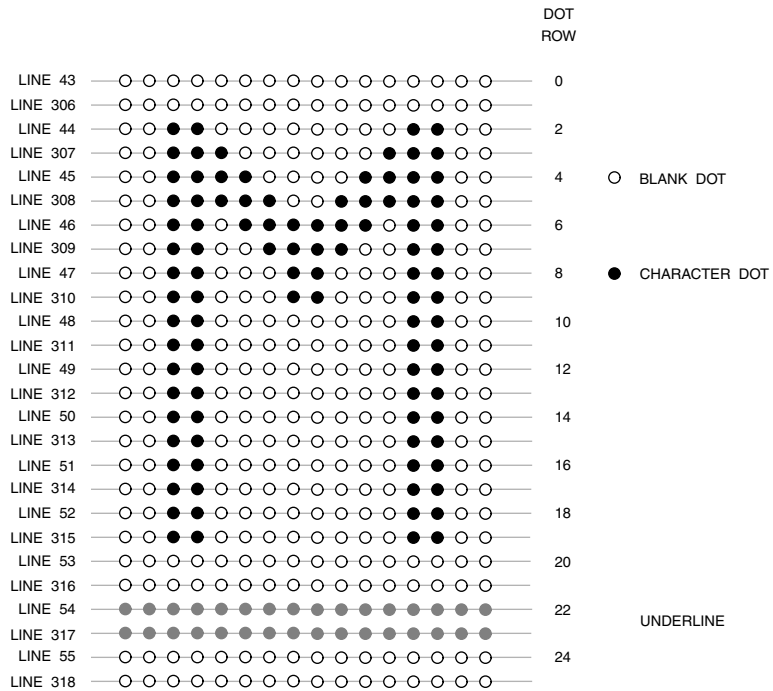 DOT
ROW
LINE 43 0
LINE 306
LINE 44 2
LINE 307
LINE 45 4 BLANK DOT
LINE 308
LINE 46 6
LINE 309
LINE 47 8 CHARACTER DOT
LINE 310
LINE 48 10
LINE 311
LINE 49 12
LINE 312
LINE 50 14
LINE 313
LINE 51 16
LINE 314
LINE 52 18
LINE 315
LINE 53 20
LINE 316
LINE 54 22
UNDERLINE
LINE 317
LINE 55 24
LINE 318